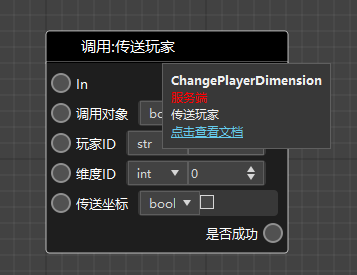 调用:传送玩家
In
调用对象 bo
玩家ID str
维度ID int 0
传送坐标 bool
是否成功
ChangePlayerDimension
服务端
传送玩家
点击查看文档